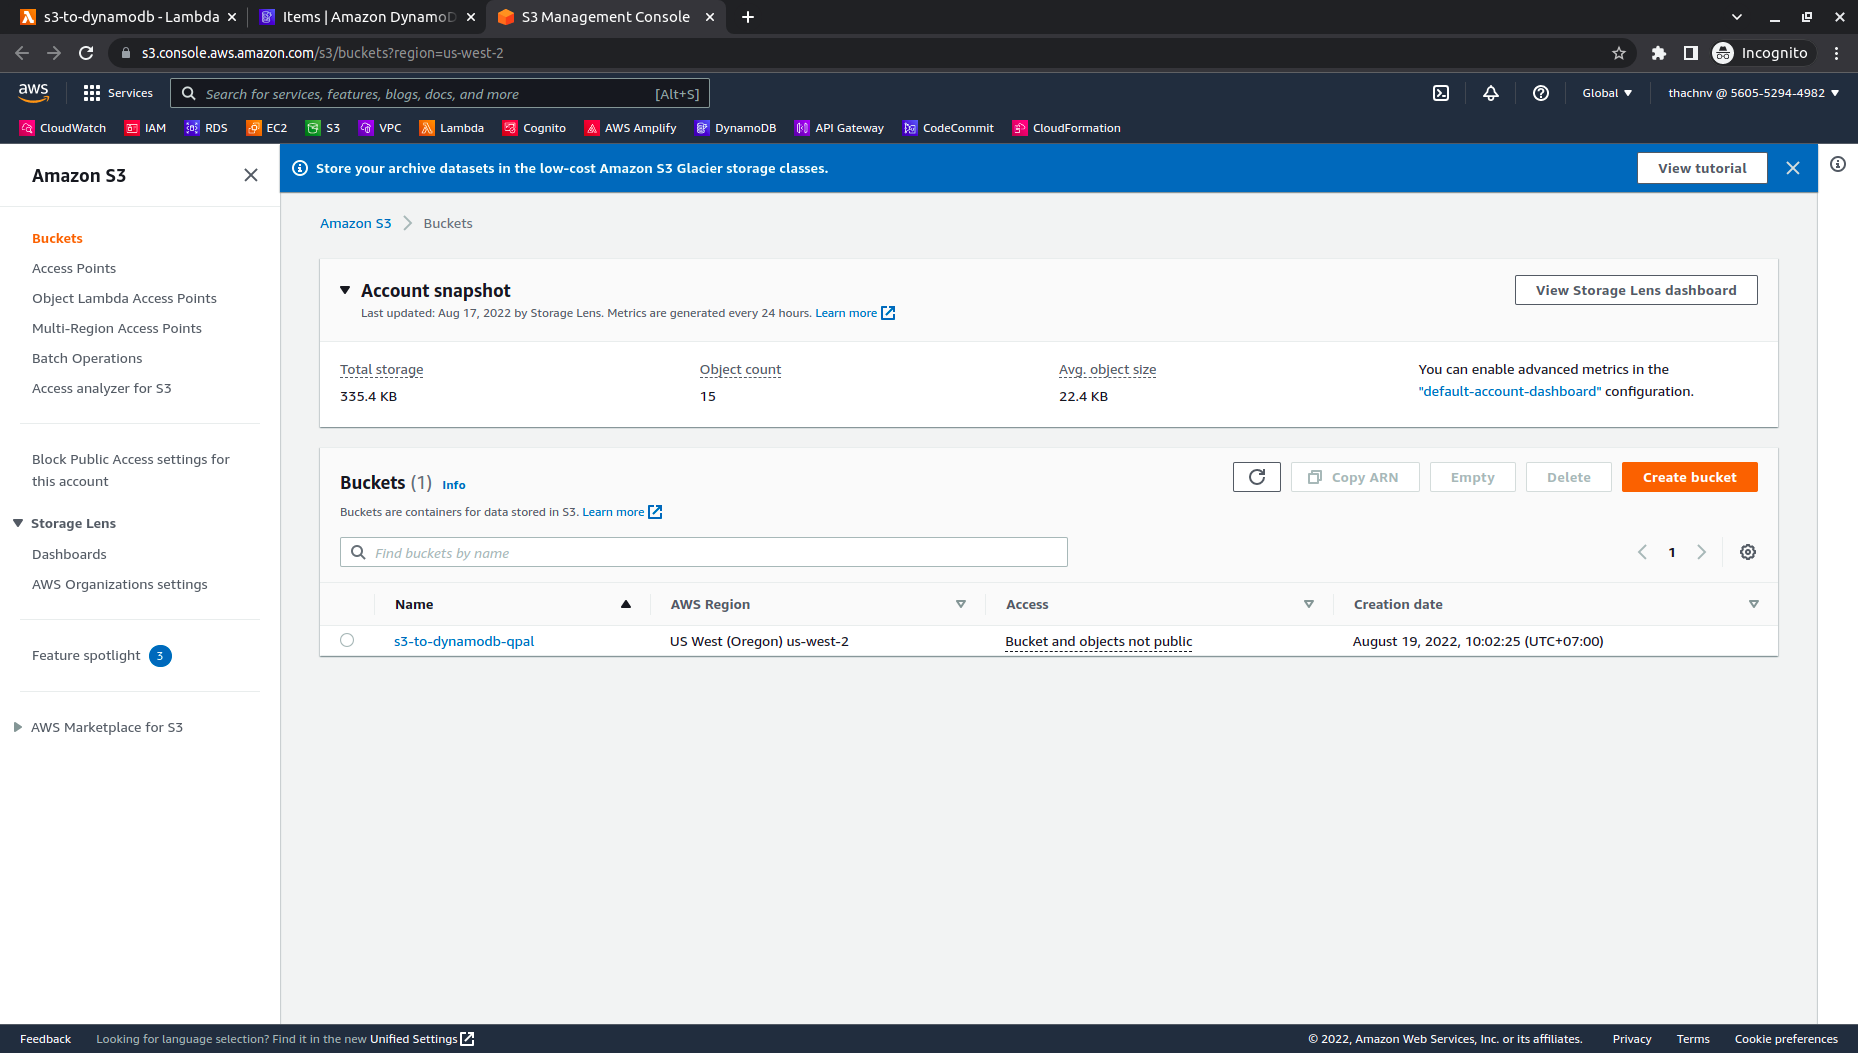 s3-to-dynamodb - Lambda
Items | Amazon DynamoD
S3 Management Console
s3.console.aws.amazon.com/s3/buckets?region=us-west-2
Incognito
aws
Services
Search for services, features, blogs, docs, and more
[Alt+S]
Global
thachnv @ 5605-5294-4982
CloudWatch
IAM
RDS
EC2
S3
VPC
Lambda
Cognito
AWS Amplify
DynamoDB
API Gateway
CodeCommit
CloudFormation
Amazon S3
Buckets
Access Points
Object Lambda Access Points
Multi-Region Access Points
Batch Operations
Access analyzer for S3
Block Public Access settings for
this account
Storage Lens
Dashboards
AWS Organizations settings
Feature spotlight 3
AWS Marketplace for S3
Store your archive datasets in the low-cost Amazon S3 Glacier storage classes.
View tutorial
Amazon S3 > Buckets
Account snapshot
Last updated: Aug 17, 2022 by Storage Lens. Metrics are generated every 24 hours. Learn more
View Storage Lens dashboard
Total storage
335.4 KB
Object count
15
Avg. object size
22.4 KB
You can enable advanced metrics in the
"default-account-dashboard" configuration.
Buckets (1) Info
Buckets are containers for data stored in S3. Learn more
Copy ARN
Empty
Delete
Create bucket
Find buckets by name
1
Name
AWS Region
Access
Creation date
s3-to-dynamodb-qpal
US West (Oregon) us-west-2
Bucket and objects not public
August 19, 2022, 10:02:25 (UTC+07:00)
Feedback
Looking for language selection? Find it in the new Unified Settings
© 2022, Amazon Web Services, Inc. or its affiliates.
Privacy
Terms
Cookie preferences